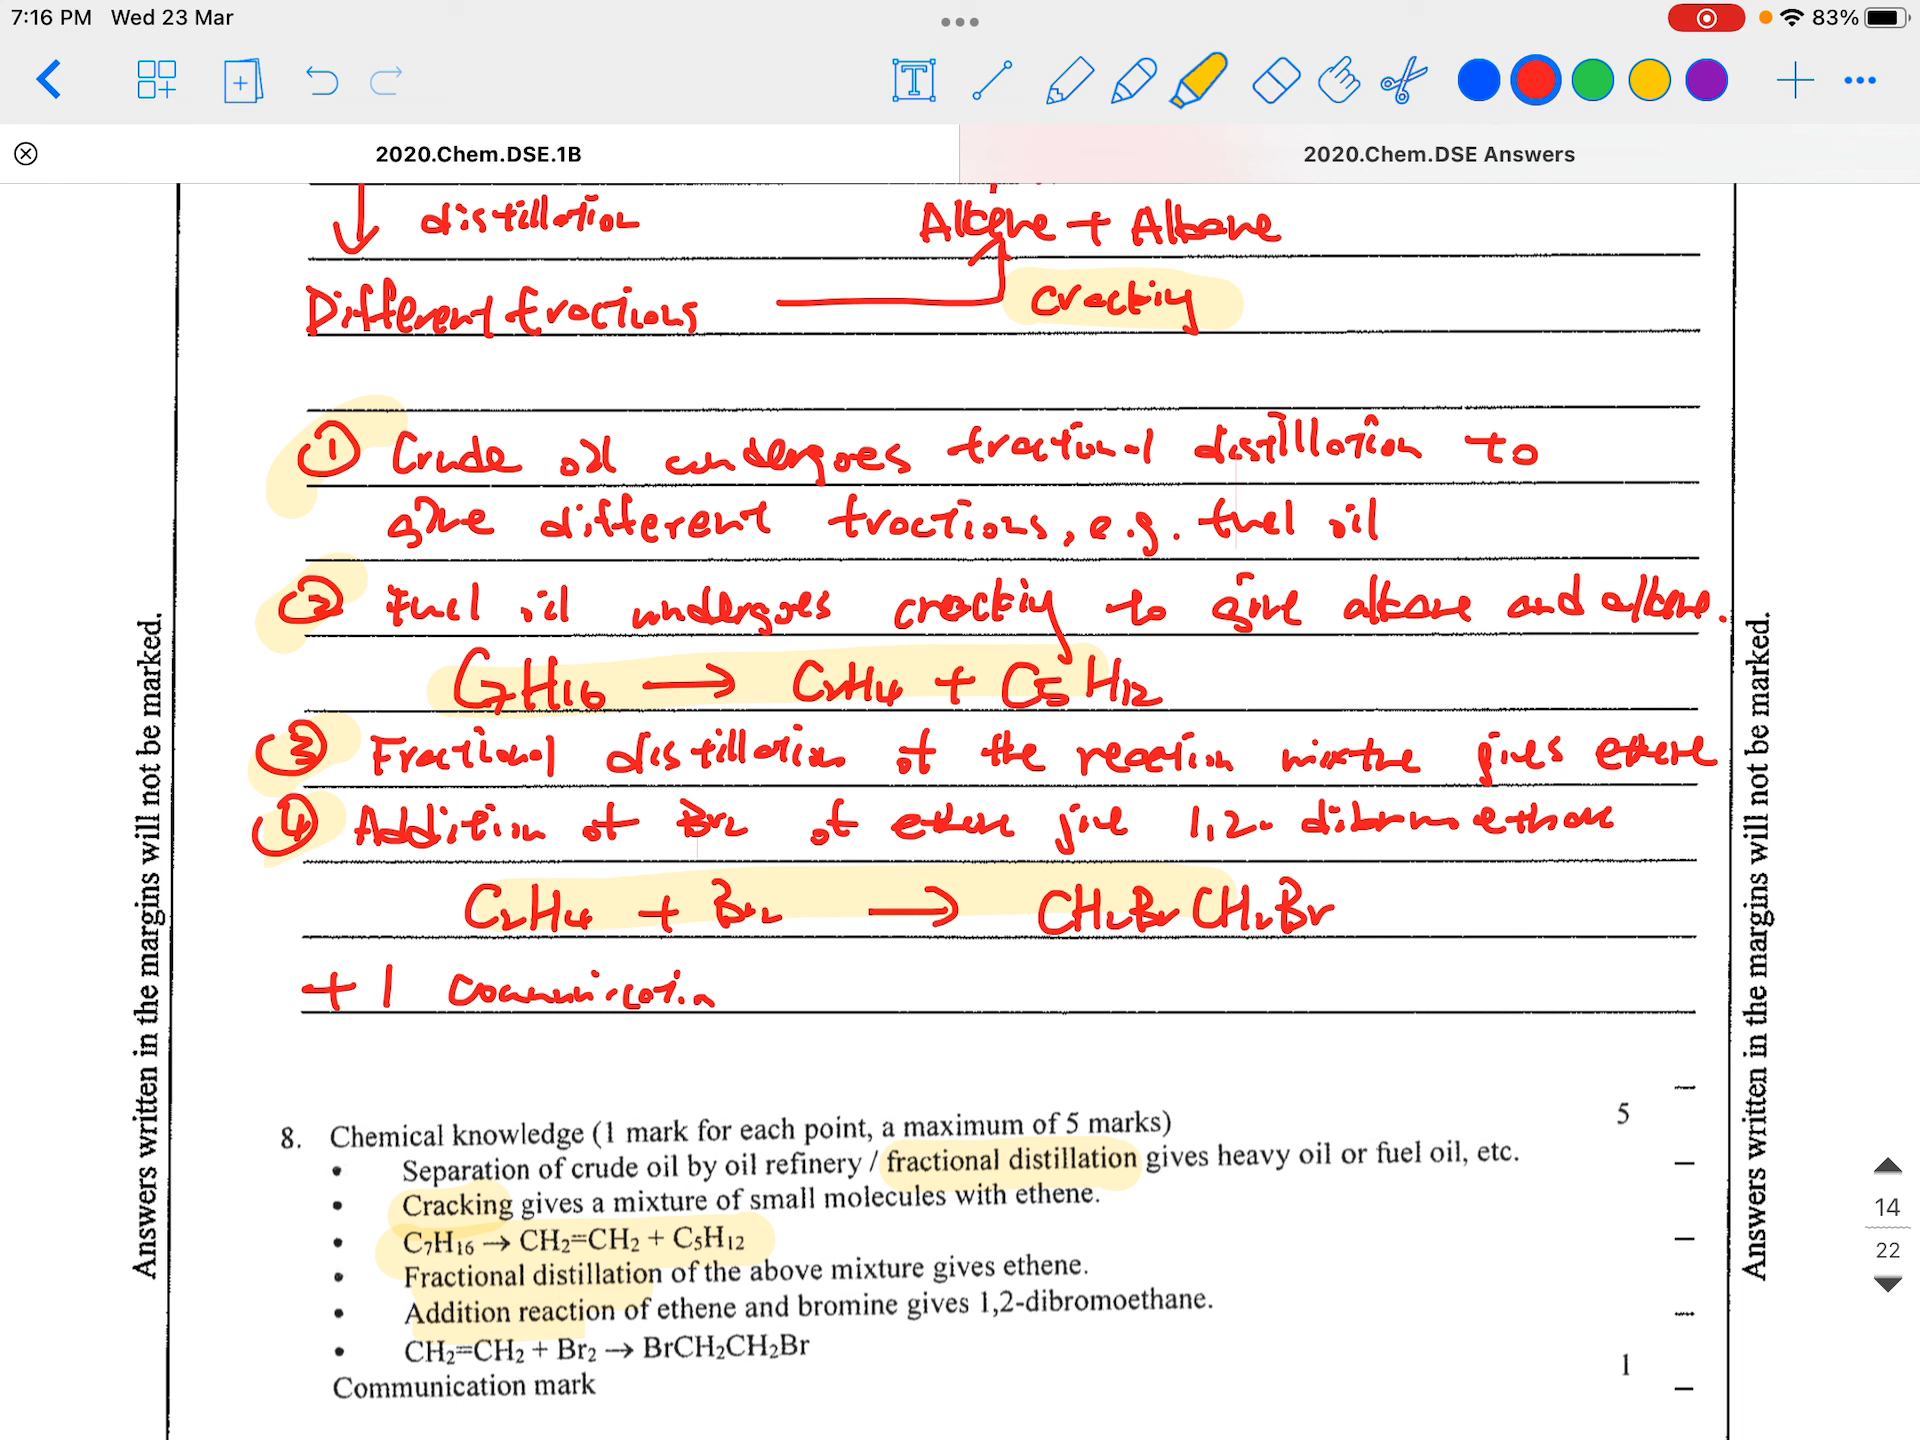 7:16 PM Wed 23 Mar
83%
2020.Chem.DSE.1B
2020.Chem.DSE Answers
distillation
Alkene + Alkane
Different fractions
Cracking
① Crude oil undergoes fractional distillation to
give different fractions, e.g. fuel oil
② Fuel oil undergoes cracking to give alkane and alkene.
C7H16 → C2H4 + C5H12
③ Fractional distillation of the reaction mixture gives ethene
④ Addition of Br2 of ethene give 1,2-dibromoethane
C2H4 + Br2 → CH2BrCH2Br
+1 communication
Answers written in the margins will not be marked.
Answers written in the margins will not be marked.
8. Chemical knowledge (1 mark for each point, a maximum of 5 marks) 5
• Separation of crude oil by oil refinery / fractional distillation gives heavy oil or fuel oil, etc.
• Cracking gives a mixture of small molecules with ethene.
• C7H16 → CH2=CH2 + C5H12
• Fractional distillation of the above mixture gives ethene.
• Addition reaction of ethene and bromine gives 1,2-dibromoethane.
• CH2=CH2 + Br2 → BrCH2CH2Br
Communication mark 1
14
22